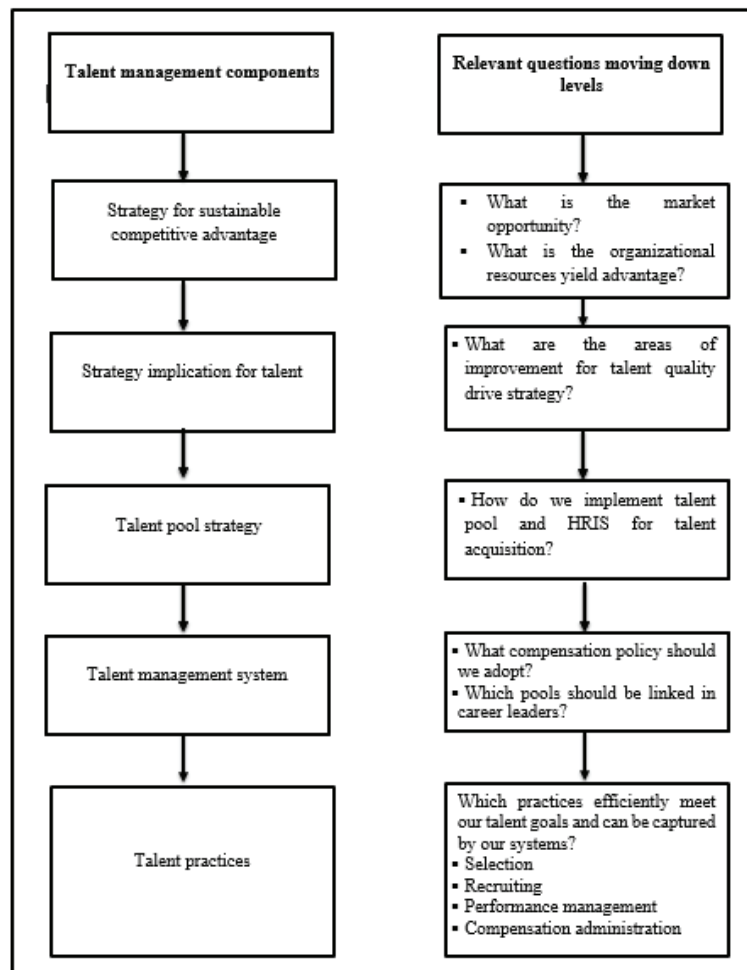 Talent management components
Strategy for sustainable
competitive advantage
Strategy implication for talent
Talent pool strategy
Talent management system
Talent practices
Relevant questions moving down
levels
▪ What is the market
opportunity?
▪ What is the organizational
resources yield advantage?
▪ What are the areas of
improvement for talent quality
drive strategy?
▪ How do we implement talent
pool and HRIS for talent
acquisition?
▪ What compensation policy should
we adopt?
▪ Which pools should be linked in
career leaders?
Which practices efficiently meet
our talent goals and can be captured
by our systems?
▪ Selection
▪ Recruiting
▪ Performance management
▪ Compensation administration